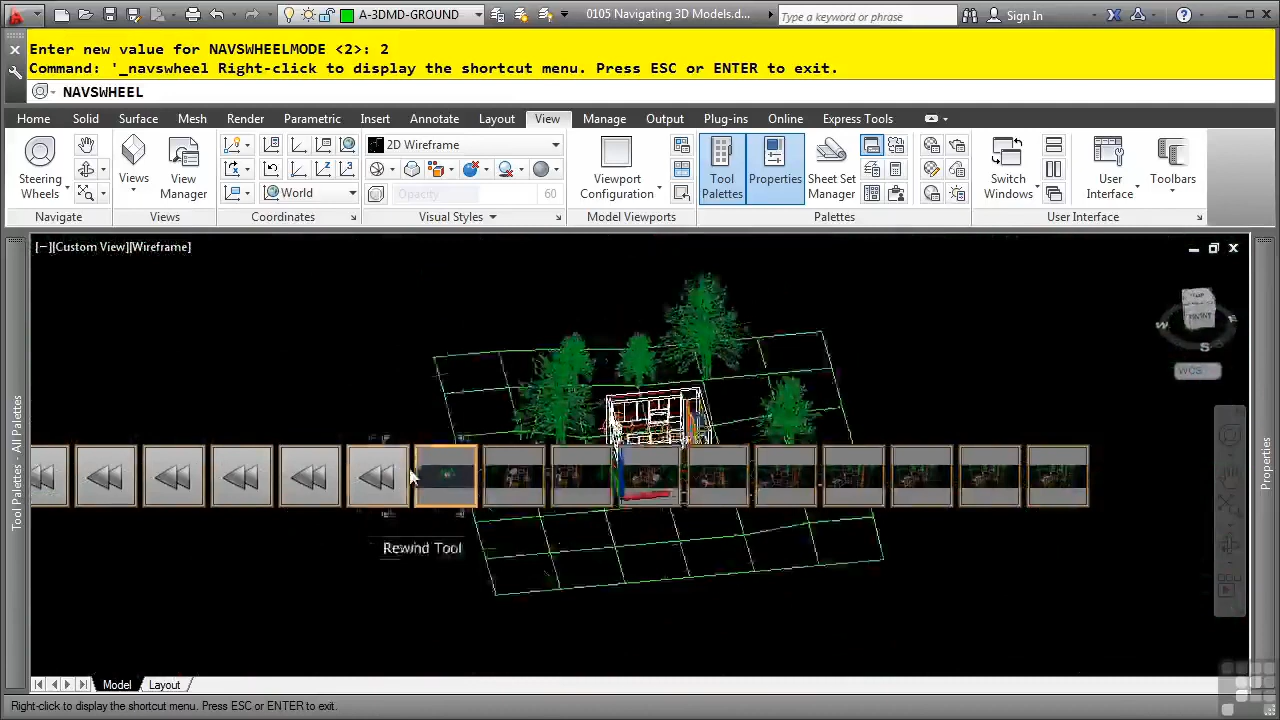 A-3DMD-GROUND
0105 Navigating 3D Models.d...
Type a keyword or phrase
Sign In
Enter new value for NAVSWHEELMODE <2>: 2
Command: '_navswheel Right-click to display the shortcut menu. Press ESC or ENTER to exit.
NAVSWHEEL
Home Solid Surface Mesh Render Parametric Insert Annotate Layout View Manage Output Plug-ins Online Express Tools
2D Wireframe
Steering Wheels
Views
View Manager
World
Opacity 60
Viewport Configuration
Tool Palettes
Properties
Sheet Set Manager
Switch Windows
User Interface
Toolbars
Navigate Views Coordinates Visual Styles Model Viewports Palettes User Interface
[−][Custom View][Wireframe]
FRONT
W
E
S
WCS
Tool Palettes - All Palettes
Properties
Rewind Tool
Model Layout
Right-click to display the shortcut menu. Press ESC or ENTER to exit.